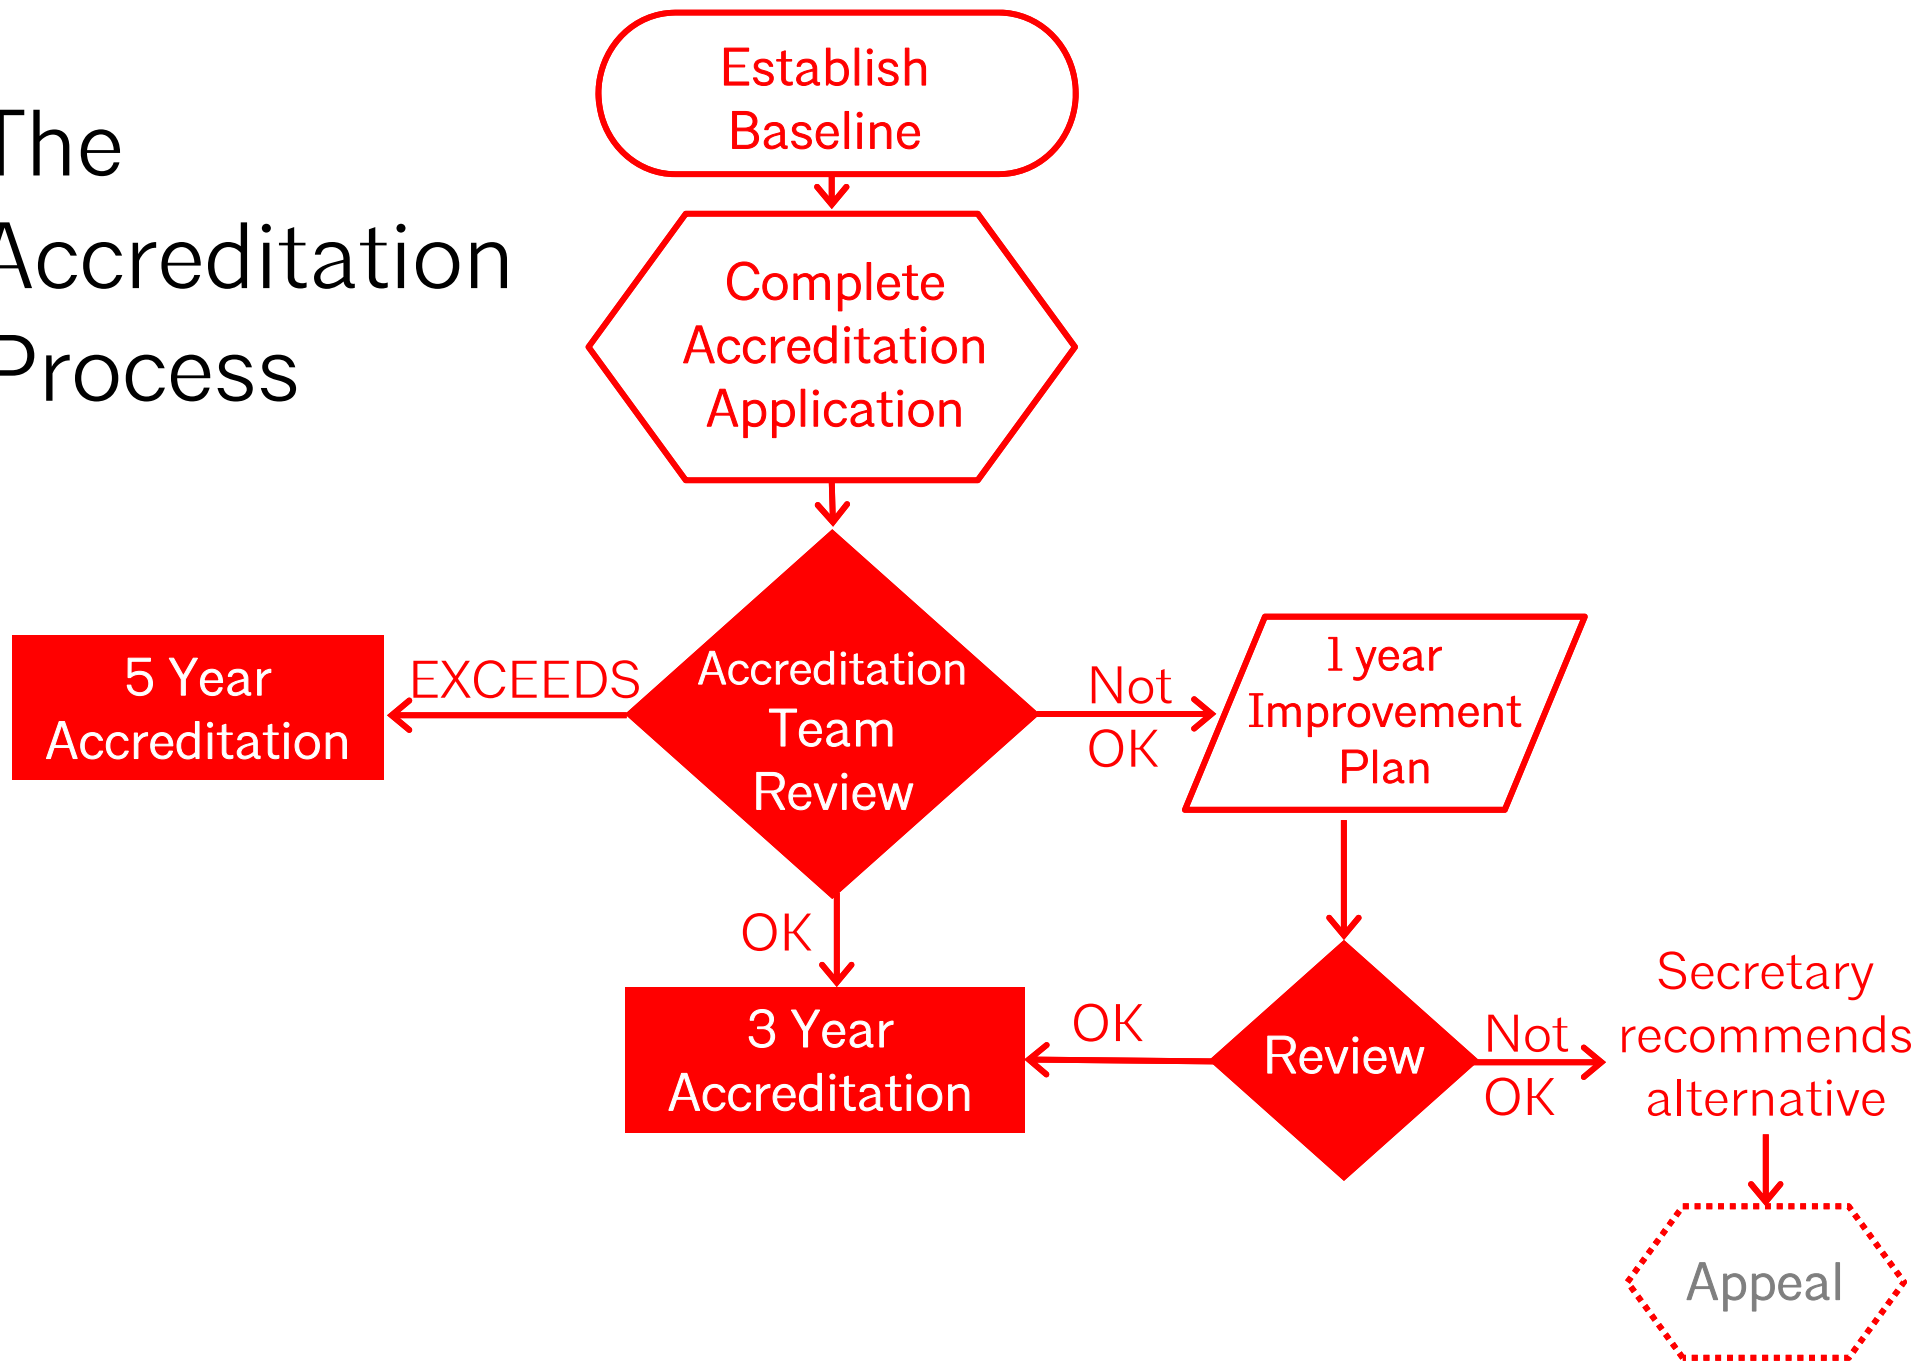 The
Accreditation
Process
Establish
Baseline
Complete
Accreditation
Application
5 Year
Accreditation
EXCEEDS
Accreditation
Team
Review
Not
OK
1 year
Improvement
Plan
OK
3 Year
Accreditation
OK
Review
Not
OK
Secretary
recommends
alternative
Appeal